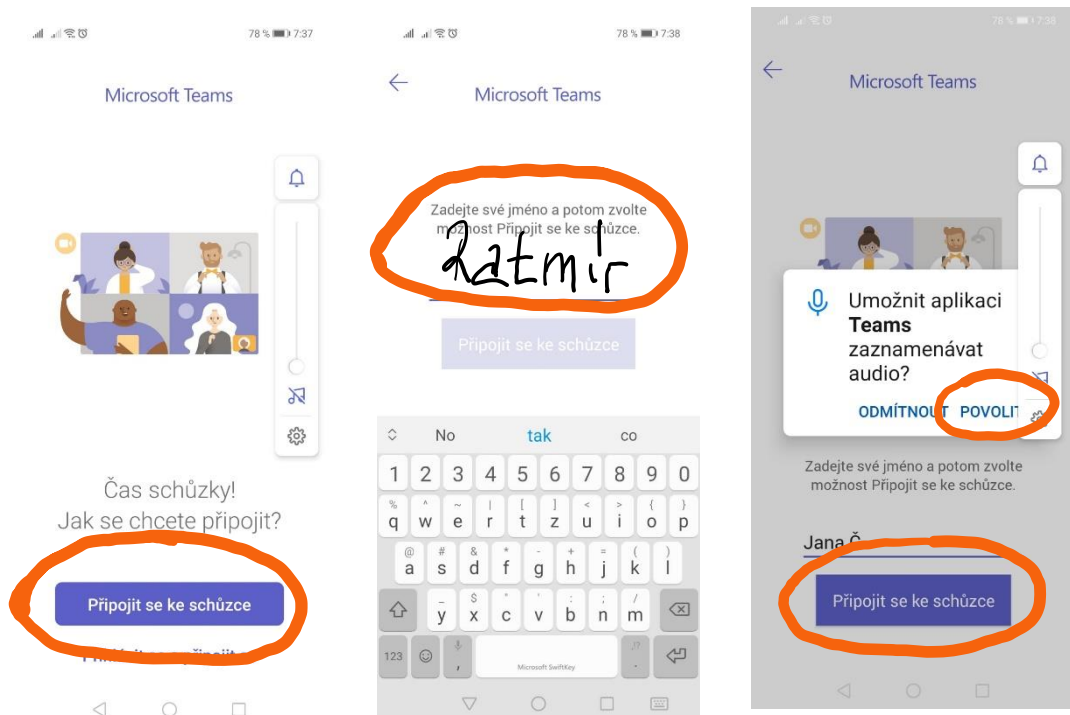 78 % 7:37
Microsoft Teams
Čas schůzky!
Jak se chcete připojit?
Připojit se ke schůzce
78 % 7:38
Microsoft Teams
Zadejte své jméno a potom zvolte
možnost Připojit se ke schůzce.
Ratmír
Připojit se ke schůzce
No tak co
1 2 3 4 5 6 7 8 9 0
% ^ ~ | [ ] < > { }
q w e r t z u i o p
@ # & * - + = ( )
a s d f g h j k l
_ $ " ' : ; /
y x c v b n m
123 , Microsoft SwiftKey .
78 % 7:38
Microsoft Teams
Umožnit aplikaci
Teams
zaznamenávat
audio?
ODMÍTNOUT POVOLIT
Zadejte své jméno a potom zvolte
možnost Připojit se ke schůzce.
Jana Č
Připojit se ke schůzce